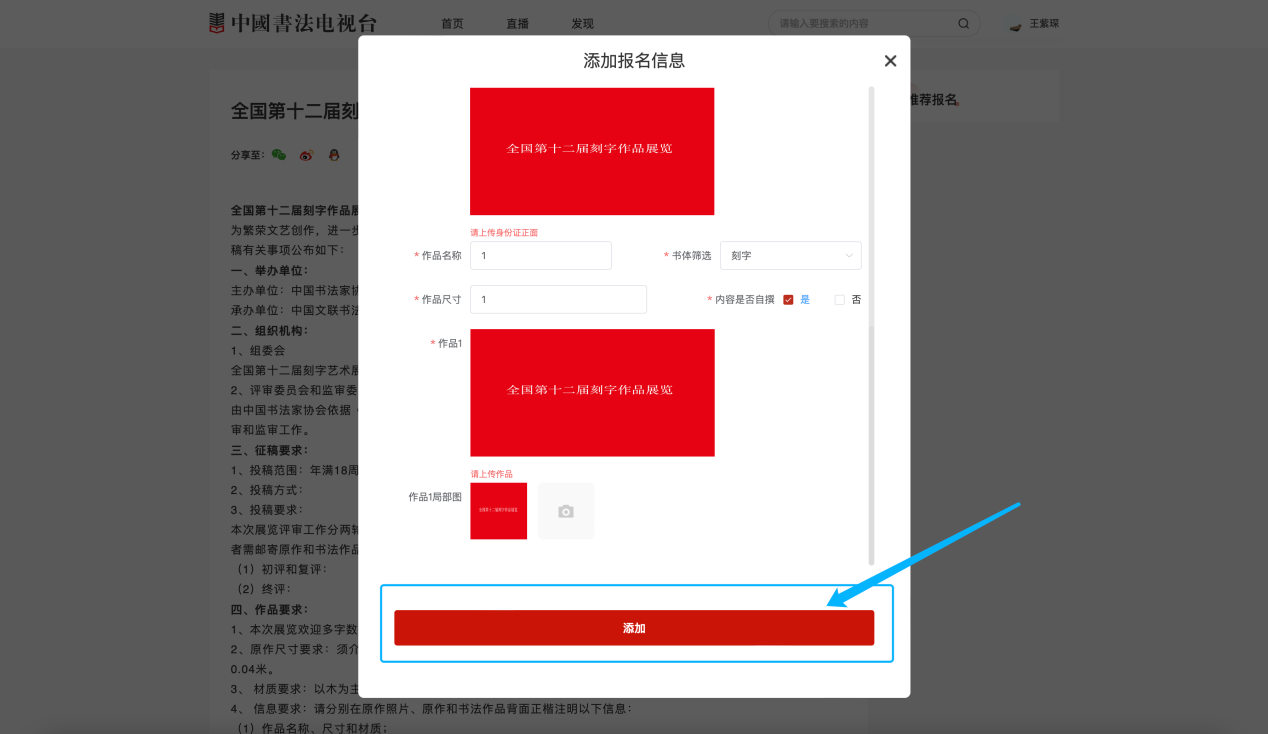 中國書法电视台
首页
直播
发现
请输入要搜索的内容
王紫琛
添加报名信息
全国第十二届刻
推荐报名
分享至：
全国第十二届刻字作品展览
请上传身份证正面
* 作品名称
1
* 书体筛选
刻字
* 作品尺寸
1
* 内容是否自撰
是
否
* 作品1
全国第十二届刻字作品展览
请上传作品
作品1局部图
全国第十二届刻字作品展览
添加
全国第十二届刻字作品展
为繁荣文艺创作，进一步
稿有关事项公布如下：
一、举办单位：
主办单位：中国书法家协
承办单位：中国文联书法
二、组织机构：
1、组委会
全国第十二届刻字艺术展
2、评审委员会和监审委
由中国书法家协会依据
审和监审工作。
三、征稿要求：
1、投稿范围：年满18周
2、投稿方式：
3、投稿要求：
本次展览评审工作分两轮
者需邮寄原作和书法作品
（1）初评和复评：
（2）终评：
四、作品要求：
1、本次展览欢迎多字数
2、原作尺寸要求：须介
0.04米。
3、 材质要求：以木为主
4、 信息要求：请分别在原作照片、原作和书法作品背面正楷注明以下信息：
（1）作品名称、尺寸和材质；